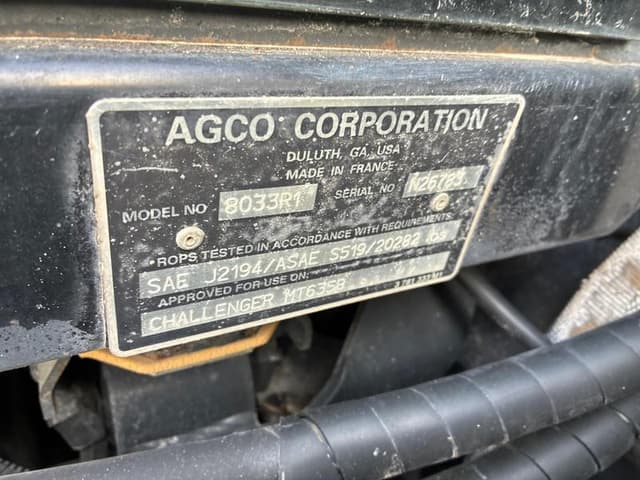 AGCO CORPORATION
DULUTH, GA, USA
MADE IN FRANCE
MODEL NO 8033R1 SERIAL NO
ROPS TESTED IN ACCORDANCE WITH REQUIREMENTS
SAE J2194/ASAE S519/20282 lbs
APPROVED FOR USE ON:
CHALLENGER MT635B